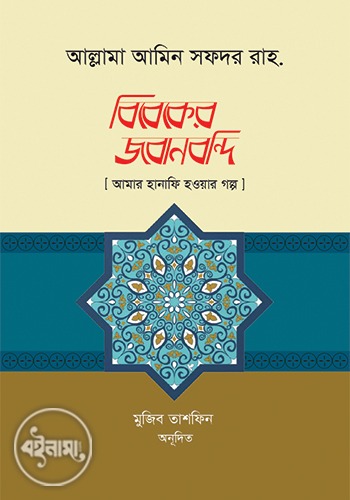 আল্লামা আমিন সফদর রাহ.
বিবেকের
জবানবন্দি
[ আমার হানাফি হওয়ার গল্প ]
মুজিব তাশফিন
অনূদিত
বইনামা